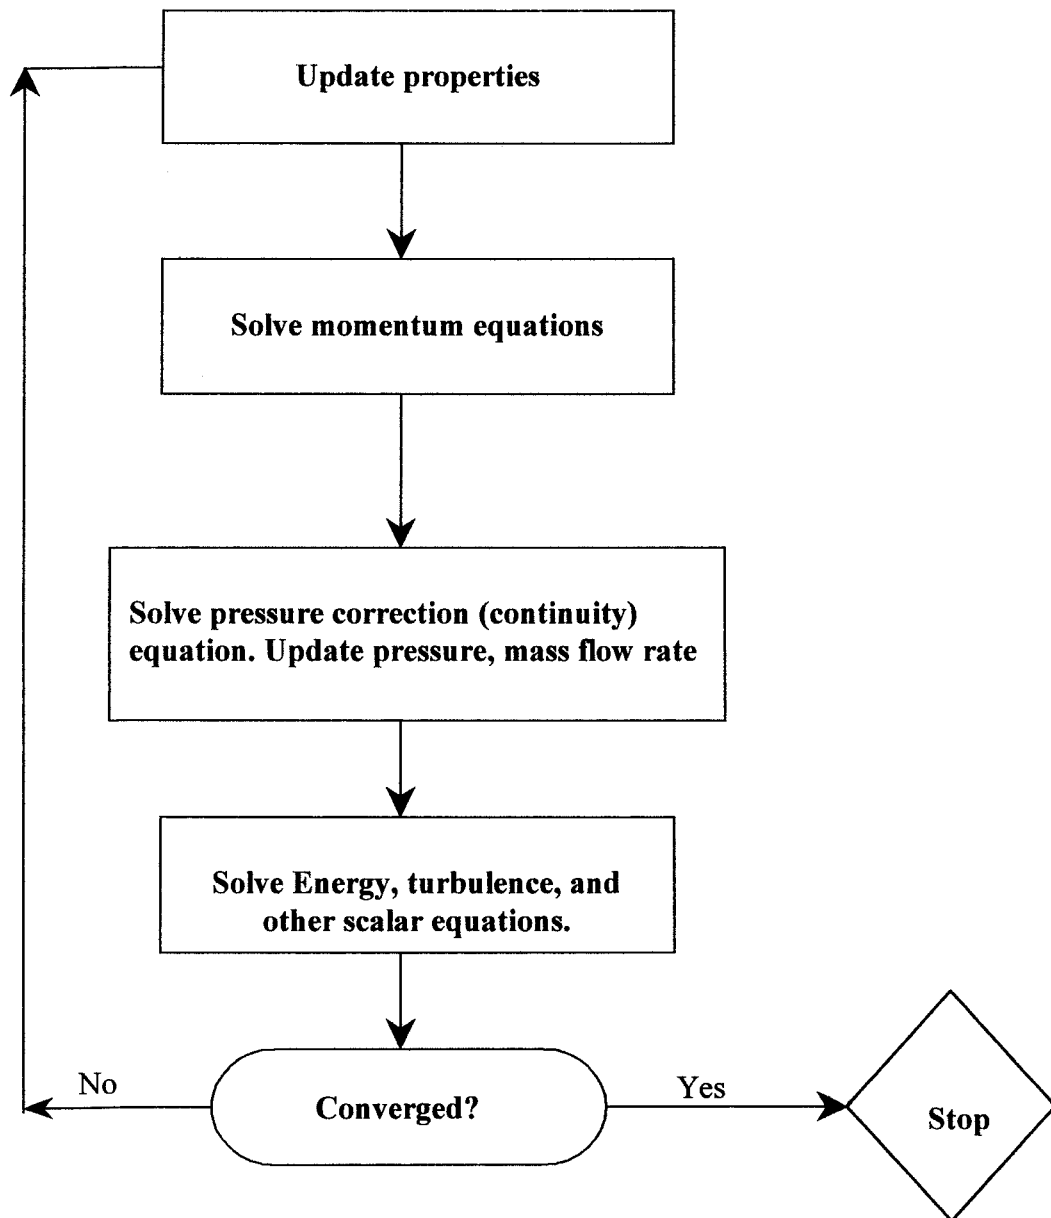 Update properties
Solve momentum equations
Solve pressure correction (continuity)
equation. Update pressure, mass flow rate
Solve Energy, turbulence, and
other scalar equations.
No
Converged?
Yes
Stop